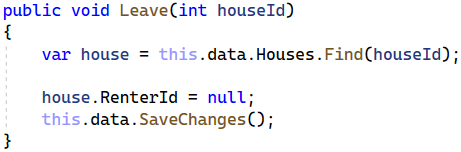 public void Leave(int houseId)
{
    var house = this.data.Houses.Find(houseId);

    house.RenterId = null;
    this.data.SaveChanges();
}